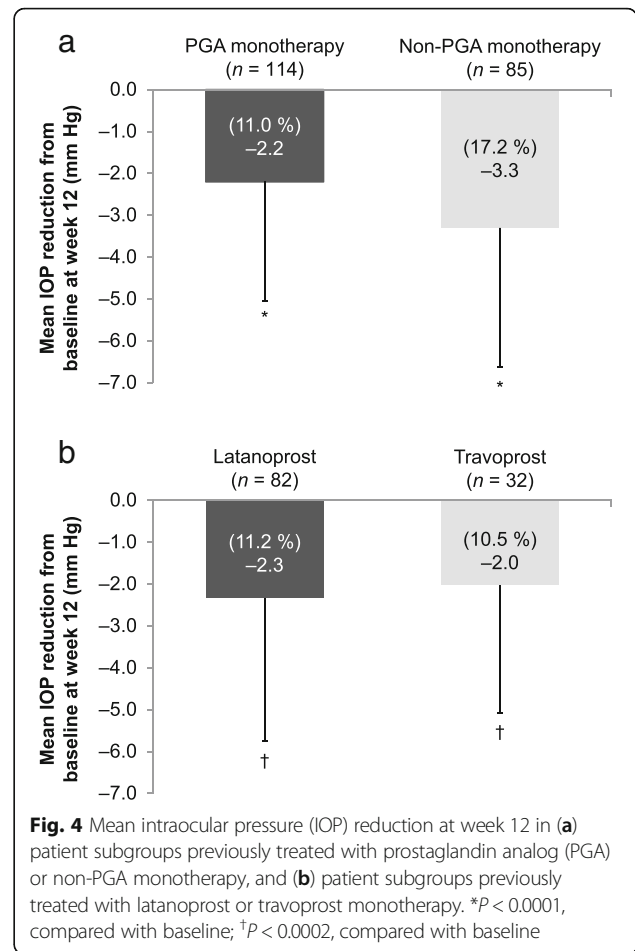 a
PGA monotherapy
(n = 114)
Non-PGA monotherapy
(n = 85)
Mean IOP reduction from
baseline at week 12 (mm Hg)
0.0
–1.0
–2.0
–3.0
–4.0
–5.0
–6.0
–7.0
(11.0 %)
–2.2
*
(17.2 %)
–3.3
*
b
Latanoprost
(n = 82)
Travoprost
(n = 32)
Mean IOP reduction from
baseline at week 12 (mm Hg)
0.0
–1.0
–2.0
–3.0
–4.0
–5.0
–6.0
–7.0
(11.2 %)
–2.3
†
(10.5 %)
–2.0
†
Fig. 4 Mean intraocular pressure (IOP) reduction at week 12 in (a)
patient subgroups previously treated with prostaglandin analog (PGA)
or non-PGA monotherapy, and (b) patient subgroups previously
treated with latanoprost or travoprost monotherapy. *P < 0.0001,
compared with baseline; †P < 0.0002, compared with baseline